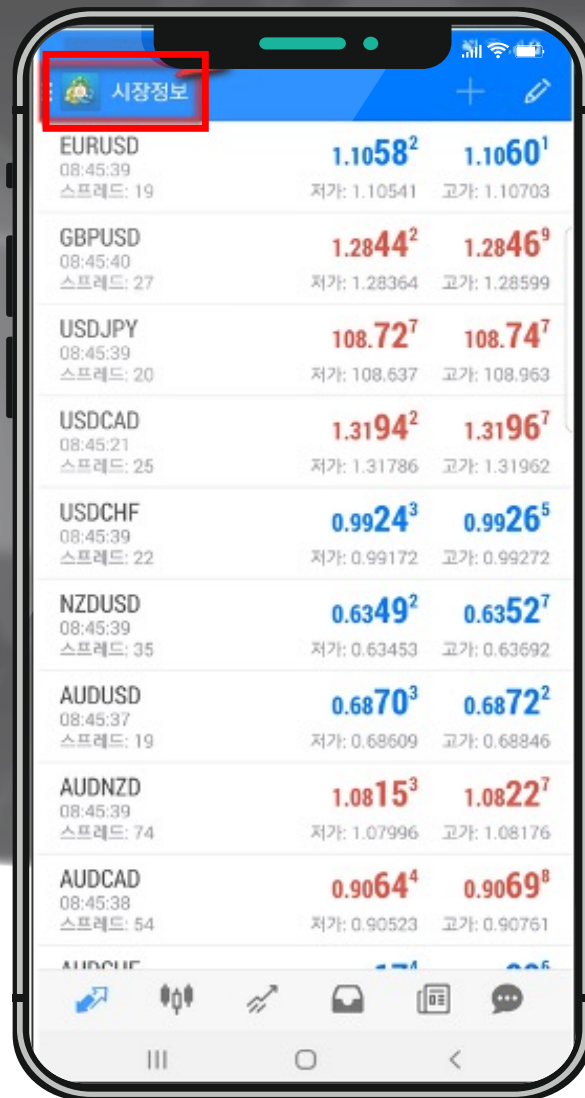 시장정보
EURUSD
1.10582 1.10601
08:45:39
스프레드: 19 저가: 1.10541 고가: 1.10703
GBPUSD
1.28442 1.28469
08:45:40
스프레드: 27 저가: 1.28364 고가: 1.28599
USDJPY
108.727 108.747
08:45:39
스프레드: 20 저가: 108.637 고가: 108.963
USDCAD
1.31942 1.31967
08:45:21
스프레드: 25 저가: 1.31786 고가: 1.31962
USDCHF
0.99243 0.99265
08:45:39
스프레드: 22 저가: 0.99172 고가: 0.99272
NZDUSD
0.63492 0.63527
08:45:39
스프레드: 35 저가: 0.63453 고가: 0.63692
AUDUSD
0.68703 0.68722
08:45:37
스프레드: 19 저가: 0.68609 고가: 0.68846
AUDNZD
1.08153 1.08227
08:45:39
스프레드: 74 저가: 1.07996 고가: 1.08176
AUDCAD
0.90644 0.90698
08:45:38
스프레드: 54 저가: 0.90523 고가: 0.90761